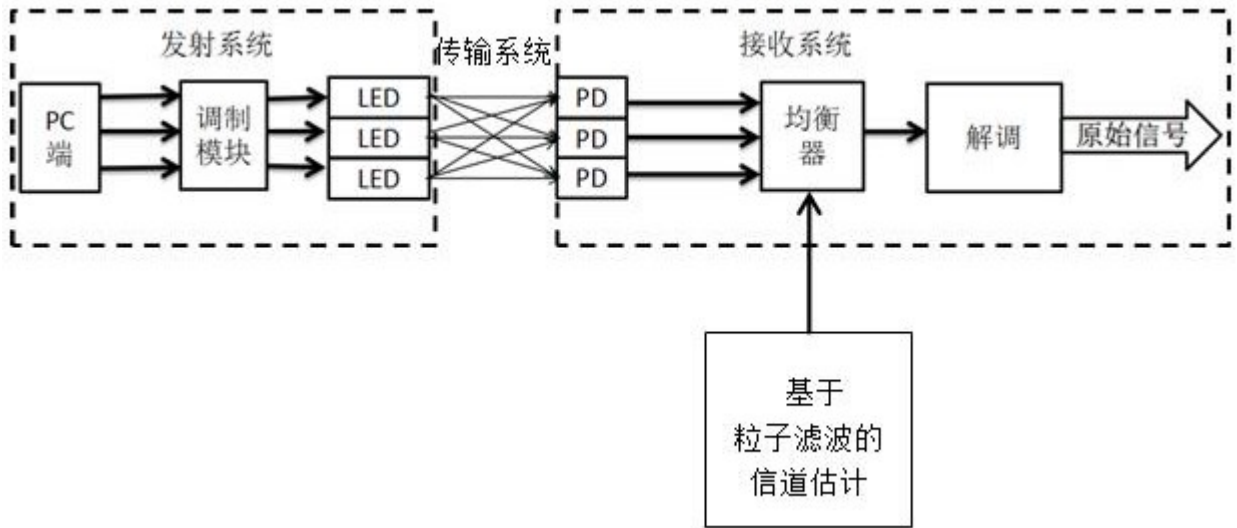 发射系统
传输系统
接收系统
PC
端
调制
模块
LED
LED
LED
PD
PD
PD
均衡
器
解调
原始信号
基于
粒子滤波的
信道估计